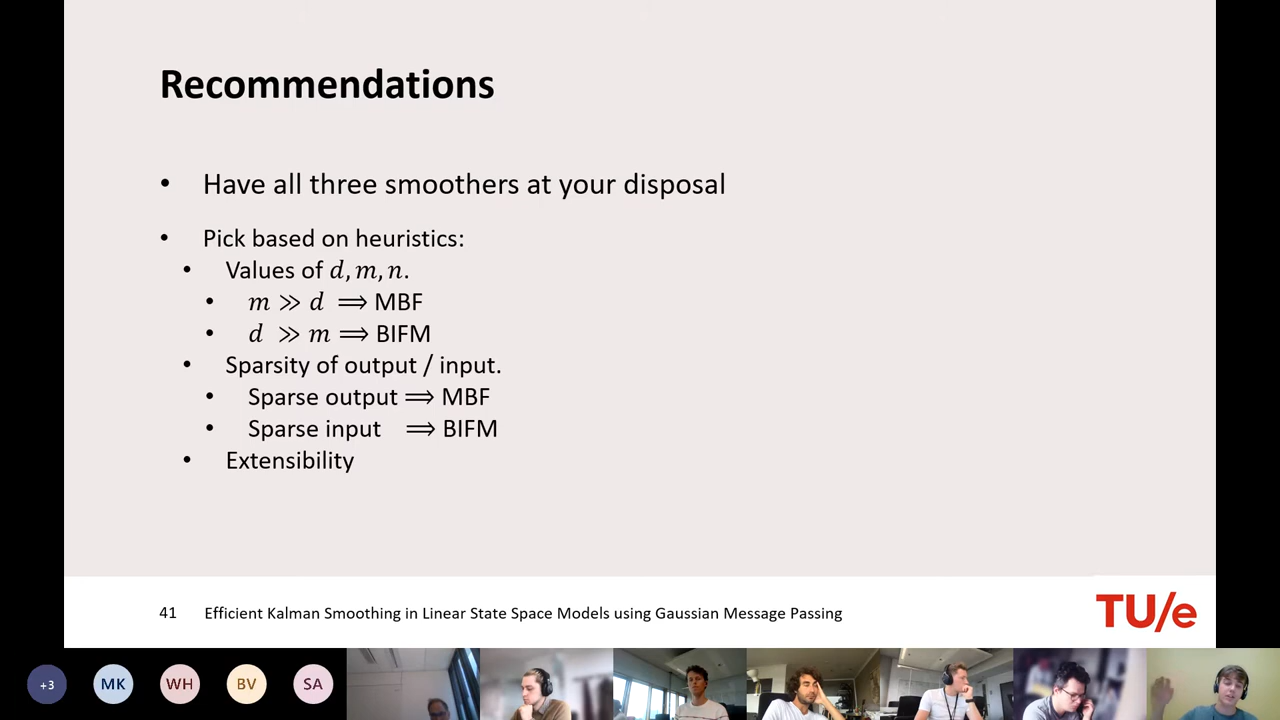 Recommendations
• Have all three smoothers at your disposal
• Pick based on heuristics:
• Values of d, m, n.
• m ≫ d ⟹ MBF
• d ≫ m ⟹ BIFM
• Sparsity of output / input.
• Sparse output ⟹ MBF
• Sparse input ⟹ BIFM
• Extensibility
41 Efficient Kalman Smoothing in Linear State Space Models using Gaussian Message Passing
TU/e
+3 MK WH BV SA